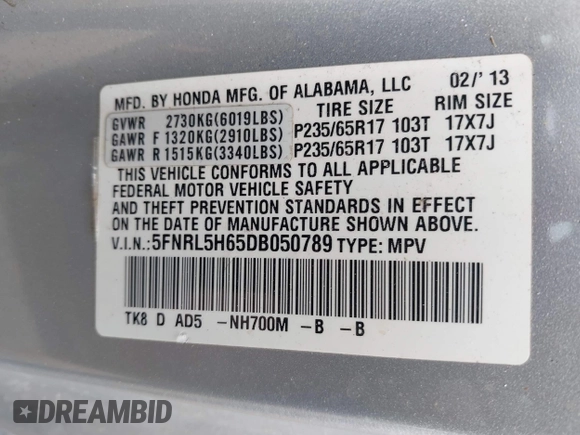 MFD. BY HONDA MFG. OF ALABAMA, LLC 02/'13
TIRE SIZE RIM SIZE
GVWR 2730KG(6019LBS)
GAWR F 1320KG(2910LBS) P235/65R17 103T 17X7J
GAWR R 1515KG(3340LBS) P235/65R17 103T 17X7J
THIS VEHICLE CONFORMS TO ALL APPLICABLE
FEDERAL MOTOR VEHICLE SAFETY
AND THEFT PREVENTION STANDARDS IN EFFECT
ON THE DATE OF MANUFACTURE SHOWN ABOVE.
V.I.N.: 5FNRL5H65DB050789 TYPE: MPV
TK8 D AD5 -NH700M -B -B
DREAMBID